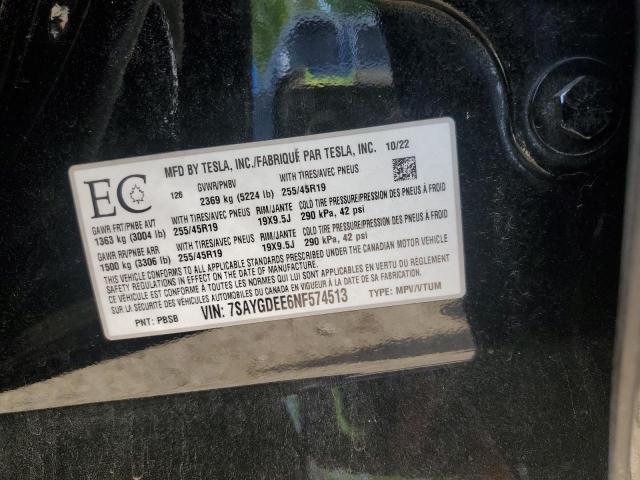 MFD BY TESLA, INC./FABRIQUÉ PAR TESLA, INC. 10/22
EC
126
GVWR/PNBV
2369 kg (5224 lb)
WITH TIRES/AVEC PNEUS
255/45R19
GAWR FRT/PNBE AVT
1363 kg (3004 lb)
WITH TIRES/AVEC PNEUS
255/45R19
RIM/JANTE
19X9.5J
COLD TIRE PRESSURE/PRESSION DES PNEUS À FROID
290 kPa, 42 psi
GAWR RR/PNBE ARR
1500 kg (3306 lb)
WITH TIRES/AVEC PNEUS
255/45R19
RIM/JANTE
19X9.5J
COLD TIRE PRESSURE/PRESSION DES PNEUS À FROID
290 kPa, 42 psi
THIS VEHICLE CONFORMS TO ALL APPLICABLE STANDARDS PRESCRIBED UNDER THE CANADIAN MOTOR VEHICLE
SAFETY REGULATIONS IN EFFECT ON THE DATE OF MANUFACTURE.
CE VÉHICULE EST CONFORME À TOUTES LES NORMES QUI LUI SONT APPLICABLES EN VERTU DU RÈGLEMENT
SUR LA SÉCURITÉ DES VÉHICULES AUTOMOBILES DU CANADA EN VIGUEUR À LA DATE DE SA FABRICATION.
PNT: PBSB
VIN: 7SAYGDEE6NF574513
TYPE: MPV/VTUM